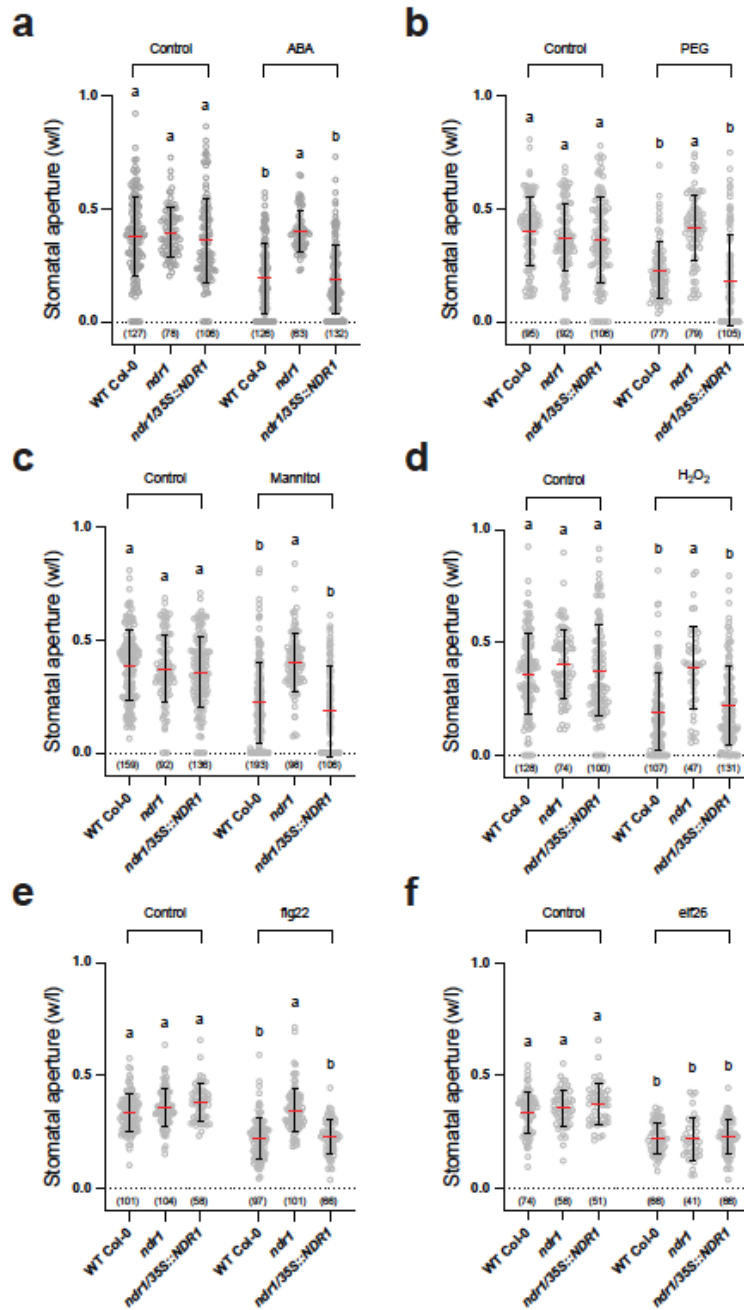 a
Control ABA
Stomatal aperture (w/l)
1.0
0.5
0.0
a a a b a b
(127) (78) (106) (126) (63) (132)
WT Col-0 ndr1 ndr1/35S::NDR1 WT Col-0 ndr1 ndr1/35S::NDR1
b
Control PEG
Stomatal aperture (w/l)
1.0
0.5
0.0
a a a b a b
(95) (92) (106) (77) (79) (105)
WT Col-0 ndr1 ndr1/35S::NDR1 WT Col-0 ndr1 ndr1/35S::NDR1
c
Control Mannitol
Stomatal aperture (w/l)
1.0
0.5
0.0
a a a b a b
(159) (92) (136) (193) (98) (106)
WT Col-0 ndr1 ndr1/35S::NDR1 WT Col-0 ndr1 ndr1/35S::NDR1
d
Control H₂O₂
Stomatal aperture (w/l)
1.0
0.5
0.0
a a a b a b
(128) (74) (100) (107) (47) (131)
WT Col-0 ndr1 ndr1/35S::NDR1 WT Col-0 ndr1 ndr1/35S::NDR1
e
Control flg22
Stomatal aperture (w/l)
1.0
0.5
0.0
a a a b a b
(101) (104) (58) (97) (101) (66)
WT Col-0 ndr1 ndr1/35S::NDR1 WT Col-0 ndr1 ndr1/35S::NDR1
f
Control elf26
Stomatal aperture (w/l)
1.0
0.5
0.0
a a a b b b
(74) (58) (51) (68) (41) (86)
WT Col-0 ndr1 ndr1/35S::NDR1 WT Col-0 ndr1 ndr1/35S::NDR1